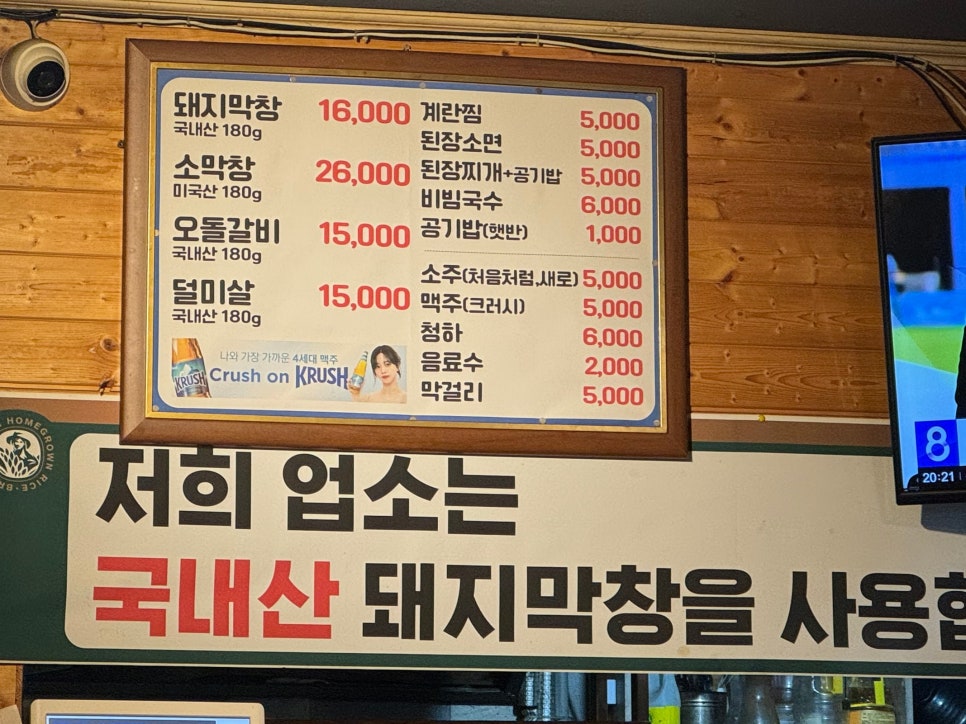 돼지막창 16,000
국내산 180g
소막창 26,000
미국산 180g
오돌갈비 15,000
국내산 180g
덜미살 15,000
국내산 180g
나와 가장 가까운 4세대 맥주
Crush on KRUSH
KRUSH
계란찜 5,000
된장소면 5,000
된장찌개+공기밥 5,000
비빔국수 6,000
공기밥(햇반) 1,000
소주(처음처럼,새로) 5,000
맥주(크러시) 5,000
청하 6,000
음료수 2,000
막걸리 5,000
8
20:21
HOMEGROWN RICE
저희 업소는
국내산 돼지막창을 사용합